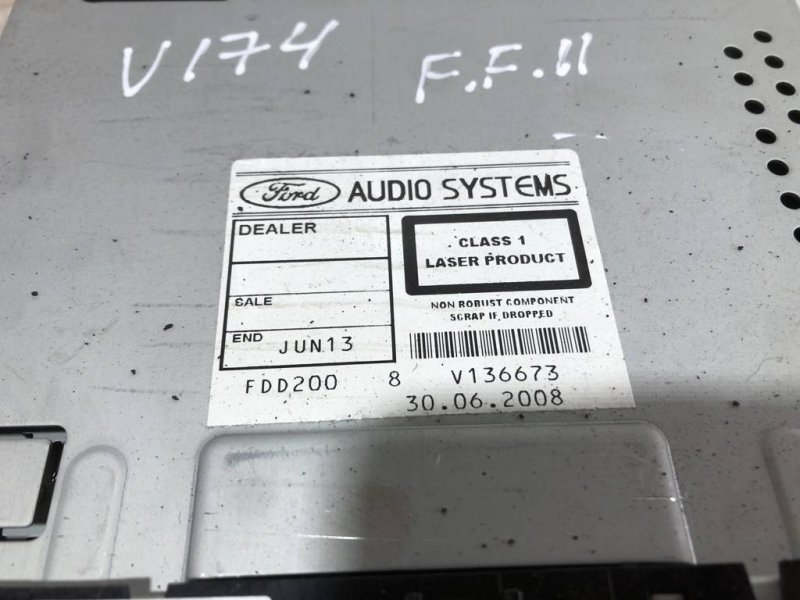 V174 F.F.II
Ford AUDIO SYSTEMS
DEALER
SALE
END JUN13
CLASS 1
LASER PRODUCT
NON ROBUST COMPONENT
SCRAP IF DROPPED
FDD200 8 V136673
30.06.2008